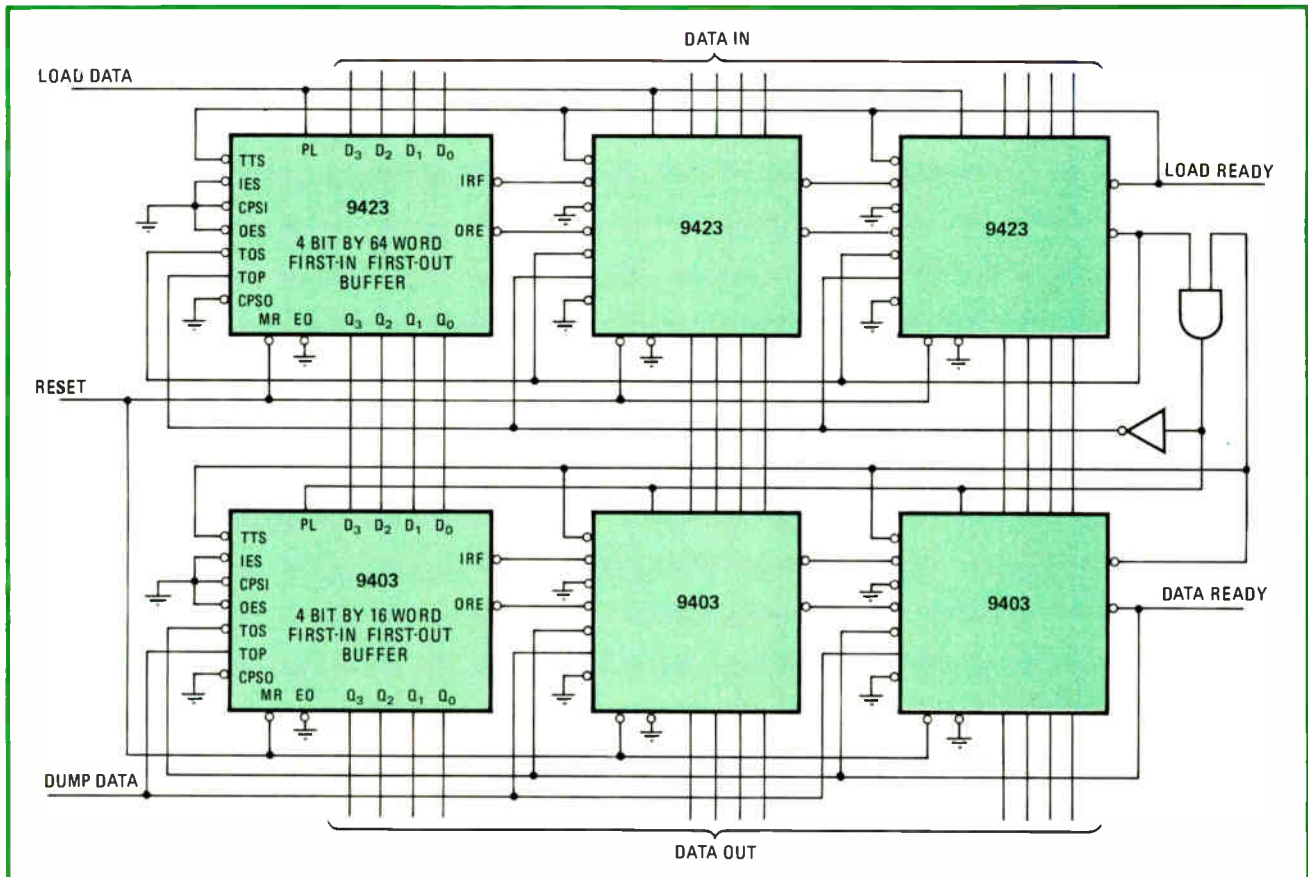 DATA IN
LOAD DATA
PL D3 D2 D1 D0
TTS
IES
CPSI
OES
TOS
TOP
CPSO
IRF
ORE
9423
4 BIT BY 64 WORD
FIRST-IN FIRST-OUT
BUFFER
MR EO Q3 Q2 Q1 Q0
9423
9423
LOAD READY
RESET
PL D3 D2 D1 D0
TTS
IES
CPSI
OES
TOS
TOP
CPSO
IRF
ORE
9403
4 BIT BY 16 WORD
FIRST-IN FIRST-OUT
BUFFER
MR EO Q3 Q2 Q1 Q0
9403
9403
DATA READY
DUMP DATA
DATA OUT